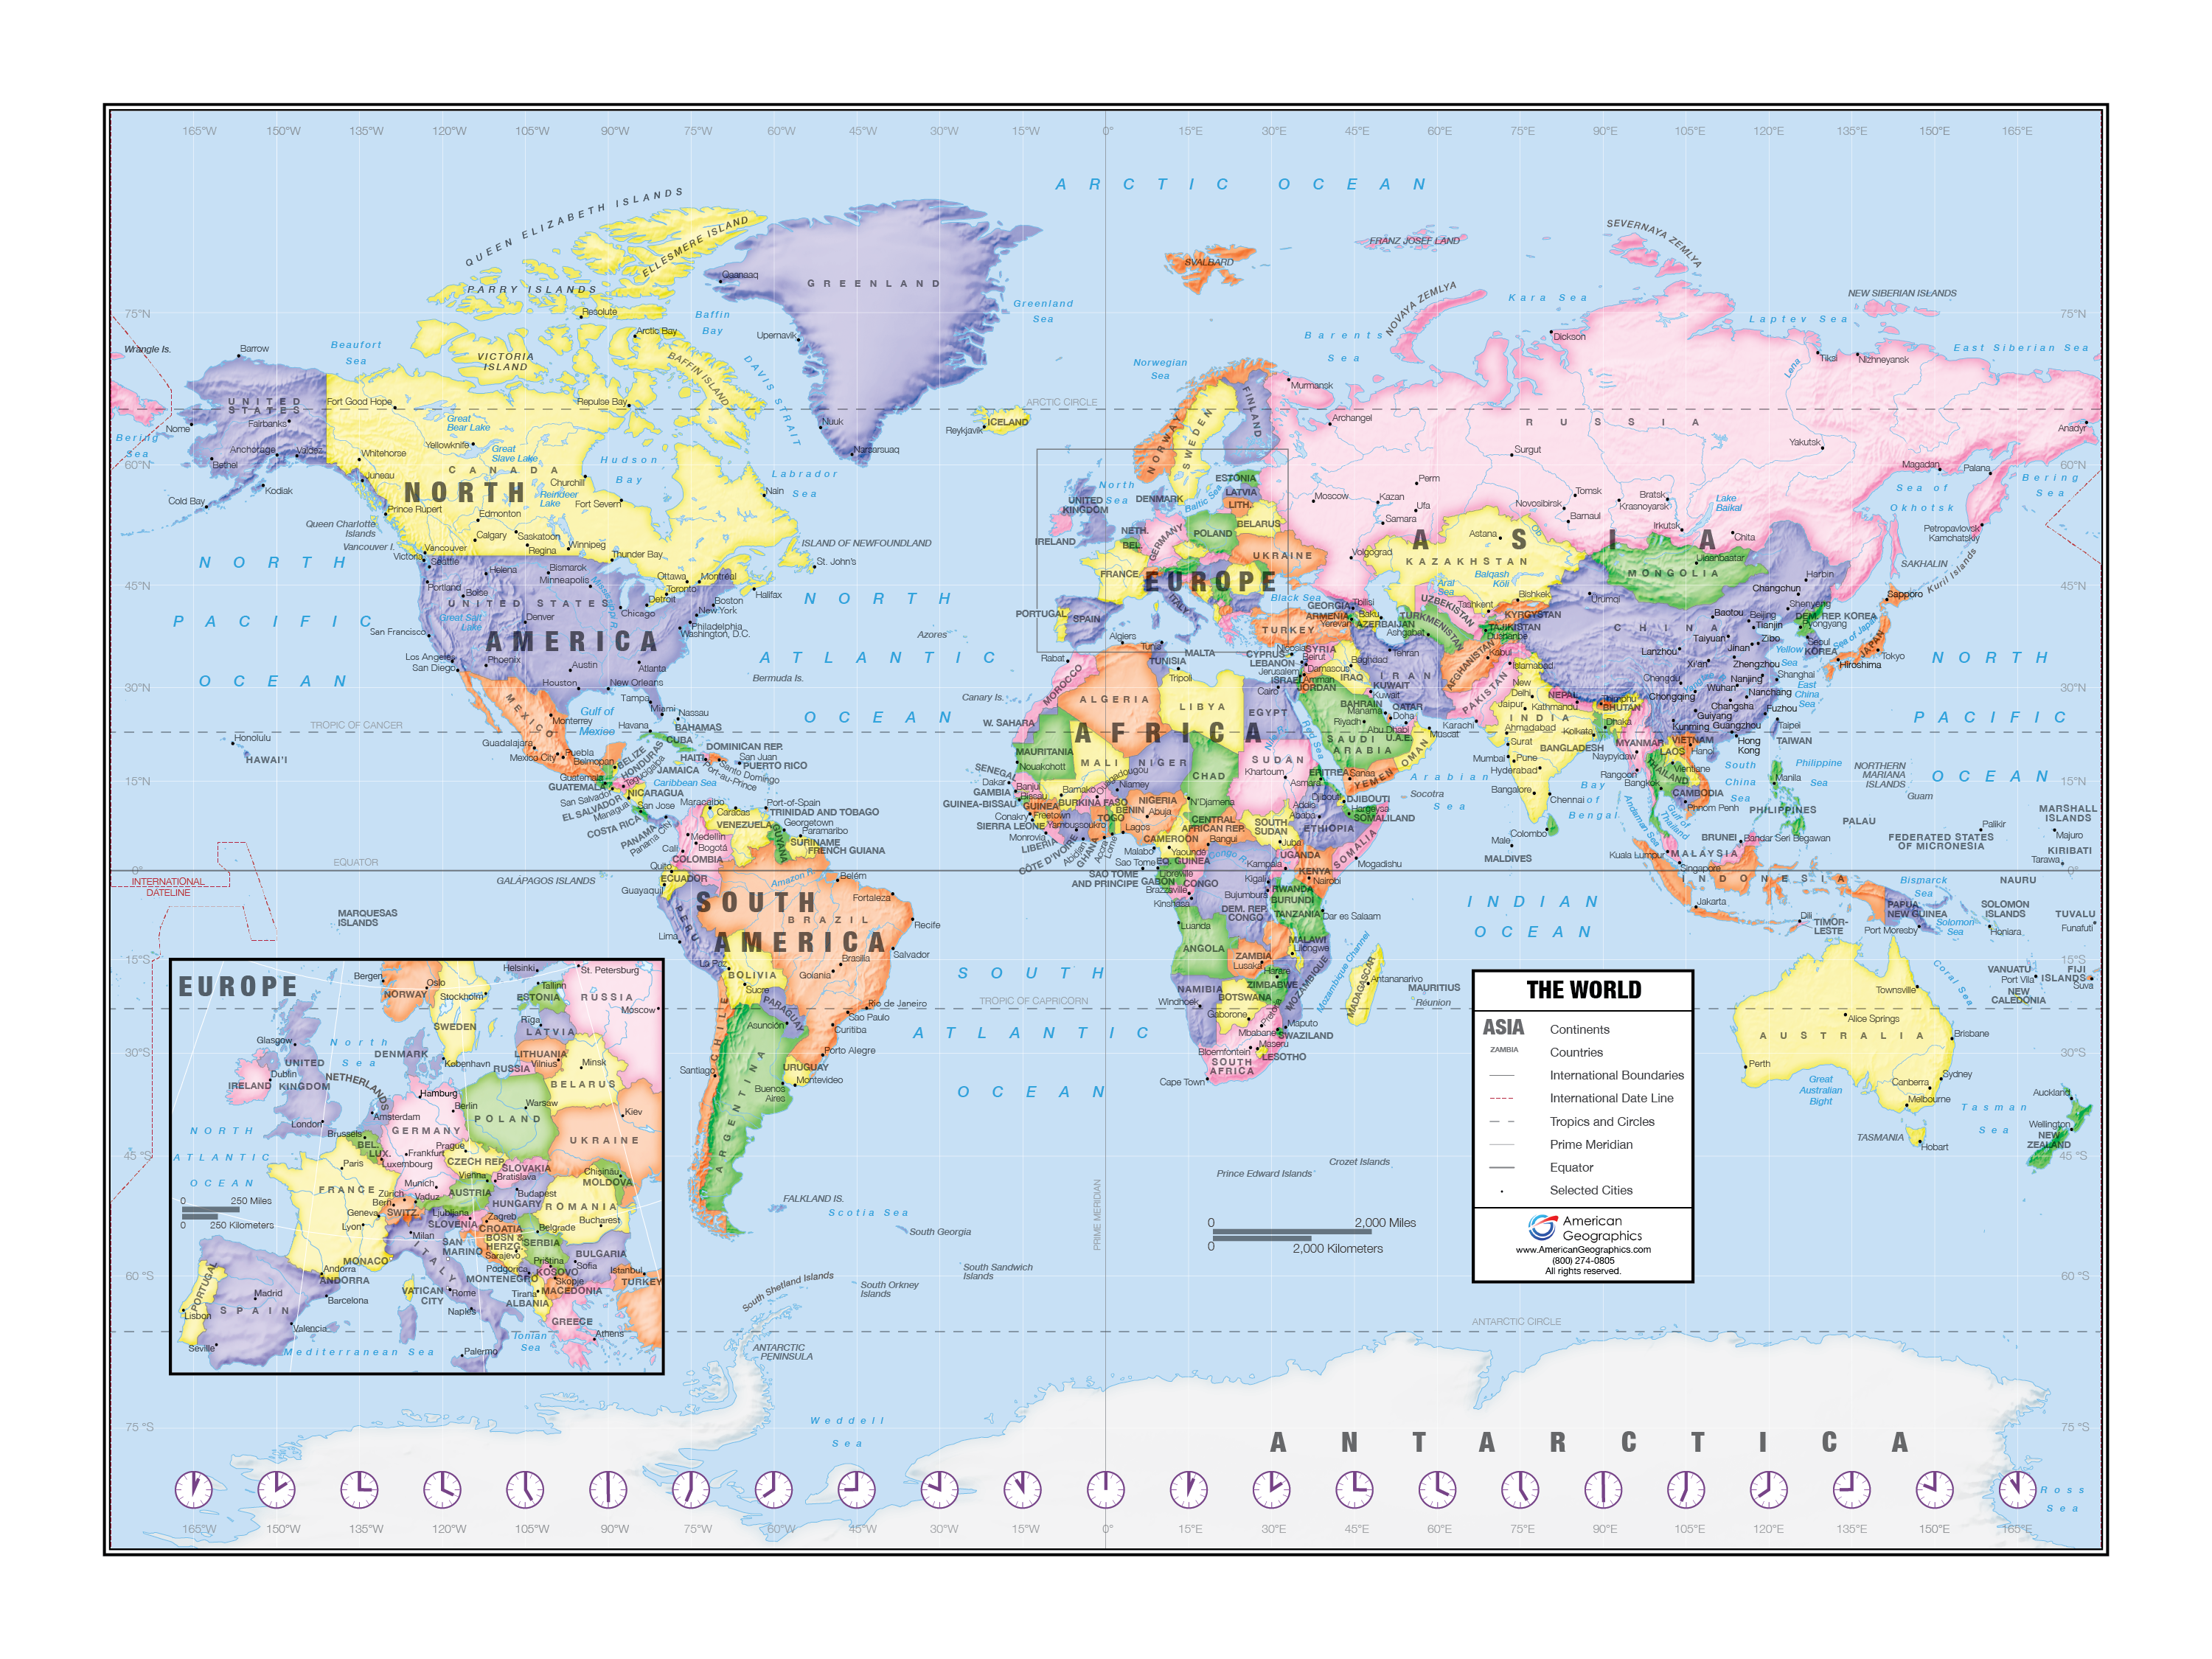 165°W 150°W 135°W 120°W 105°W 90°W 75°W 60°W 45°W 30°W 15°W 0° 15°E 30°E 45°E 60°E 75°E 90°E 105°E 120°E 135°E 150°E 165°E
ARCTIC OCEAN
QUEEN ELIZABETH ISLANDS
ELLESMERE ISLAND
PARRY ISLANDS
Qaanaaq
GREENLAND
SVALBARD
FRANZ JOSEF LAND
SEVERNAYA ZEMLYA
NOVAYA ZEMLYA
NEW SIBERIAN ISLANDS
Greenland
Sea
Kara Sea
Laptev Sea
East Siberian Sea
Barents
Sea
Norwegian
Sea
75°N
75°N
Resolute
Baffin
Bay
Arctic Bay
Upernavik
Wrangle Is.
Barrow
Beaufort
Sea
VICTORIA
ISLAND
BAFFIN ISLAND
DAVIS STRAIT
Dickson
Tiksi
Nizhneyansk
Lena
Murmansk
UNITED
STATES
Fort Good Hope
Repulse Bay
ARCTIC CIRCLE
Nome
Fairbanks
Great
Bear Lake
Nuuk
Reykjavik
ICELAND
NORWAY
SWEDEN
FINLAND
Archangel
RUSSIA
Anadyr
Bering
Sea
Anchorage
Valdez
Yellowknife
Great
Slave Lake
Whitehorse
Narsarsuaq
Surgut
Yakutsk
60°N
60°N
Bethel
Juneau
CANADA
Hudson
Bay
Labrador
Sea
Magadan
Palana
Bering
Sea
Kodiak
Cold Bay
NORTH
Churchill
Reindeer
Lake
Fort Severn
Nain
Prince Rupert
Edmonton
Queen Charlotte
Islands
Calgary
Saskatoon
Vancouver I.
Vancouver
Regina
Winnipeg
Thunder Bay
ISLAND OF NEWFOUNDLAND
St. John's
North
Sea
UNITED
KINGDOM
IRELAND
DENMARK
Baltic Sea
ESTONIA
LATVIA
LITH.
BELARUS
NETH.
BEL.
GERMANY
POLAND
UKRAINE
FRANCE
EUROPE
ITALY
PORTUGAL
SPAIN
Moscow
Kazan
Perm
Ufa
Samara
Volgograd
Novosibirsk
Tomsk
Barnaul
Bratsk
Krasnoyarsk
Irkutsk
Lake
Baikal
Chita
Sea of
Okhotsk
Petropavlovsk
Kamchatskiy
SAKHALIN
Kuril Islands
ASIA
Astana
KAZAKHSTAN
Balqash
Koli
Aral
Sea
Ulaanbaatar
MONGOLIA
NORTH
PACIFIC
OCEAN
Victoria
Seattle
Helena
Bismarck
Minneapolis
Portland
Boise
UNITED STATES
Chicago
Ottawa
Montréal
Toronto
Detroit
Halifax
Boston
New York
Philadelphia
Washington, D.C.
Great Salt
Lake
Denver
San Francisco
AMERICA
Los Angeles
San Diego
Phoenix
Austin
Atlanta
Houston
New Orleans
Tampa
Miami
Nassau
BAHAMAS
45°N
45°N
30°N
30°N
NORTH
ATLANTIC
OCEAN
Azores
Bermuda Is.
Canary Is.
Black Sea
GEORGIA
Tbilisi
ARMENIA
Yerevan
Baku
AZERBAIJAN
TURKEY
Algiers
Tunis
TUNISIA
MALTA
CYPRUS
Nicosia
SYRIA
LEBANON
Beirut
Damascus
Jerusalem
ISRAEL
Amman
JORDAN
Baghdad
IRAQ
Tehran
IRAN
KUWAIT
Kuwait
UZBEKISTAN
Tashkent
TURKMENISTAN
Ashgabat
Bishkek
KYRGYSTAN
TAJIKISTAN
Dushanbe
Kabul
AFGHANISTAN
Islamabad
PAKISTAN
Urumqi
CHINA
Harbin
Changchun
Shenyang
Baotou
Beijing
Tianjin
DEM. REP. KOREA
Pyongyang
Seoul
KOREA
Sea of Japan
Sapporo
JAPAN
Tokyo
Hiroshima
Taiyuan
Zibo
Jinan
Yellow
Sea
Lanzhou
Xi'an
Zhengzhou
Shanghai
Chengdu
Nanjing
Wuhan
Chongqing
Nanchang
East
China
Sea
Changsha
Guiyang
Fuzhou
Kunming
Guangzhou
Taipei
TAIWAN
Hong
Kong
NORTH
PACIFIC
OCEAN
Rabat
MOROCCO
ALGERIA
Tripoli
LIBYA
Cairo
EGYPT
W. SAHARA
AFRICA
Red Sea
BAHRAIN
Manama
QATAR
Doha
Riyadh
Abu Dhabi
U.A.E.
SAUDI
ARABIA
Muscat
OMAN
Karachi
New
Delhi
Jaipur
NEPAL
Kathmandu
Thimphu
BHUTAN
INDIA
Ahmadabad
Dhaka
Kolkata
BANGLADESH
Surat
Mumbai
Pune
Hyderabad
Bangalore
Chennai
MYANMAR
Naypyidaw
Rangoon
LAOS
Hanoi
VIETNAM
Vientiane
THAILAND
Bangkok
CAMBODIA
Phnom Penh
South
China
Sea
Manila
PHILIPPINES
Philippine
Sea
NORTHERN
MARIANA
ISLANDS
Guam
MARSHALL
ISLANDS
TROPIC OF CANCER
Honolulu
HAWAI'I
MEXICO
Monterrey
Gulf of
Mexico
Havana
CUBA
Guadalajara
Mexico City
Puebla
Belmopan
BELIZE
HONDURAS
Tegucigalpa
Guatemala
GUATEMALA
San Salvador
EL SALVADOR
NICARAGUA
Managua
COSTA RICA
San Jose
PANAMA
Panama City
JAMAICA
HAITI
Port-au-Prince
DOMINICAN REP.
Santo Domingo
San Juan
PUERTO RICO
Caribbean Sea
15°N
15°N
Maracaibo
Port-of-Spain
TRINIDAD AND TOBAGO
Caracas
VENEZUELA
Georgetown
GUYANA
Paramaribo
SURINAME
FRENCH GUIANA
Medellín
Bogotá
Cali
COLOMBIA
MAURITANIA
Nouakchott
MALI
NIGER
CHAD
SUDAN
Khartoum
ERITREA
Asmara
Sanaa
YEMEN
SENEGAL
Dakar
GAMBIA
Banjul
GUINEA-BISSAU
Bissau
GUINEA
Conakry
Freetown
SIERRA LEONE
Monrovia
LIBERIA
Bamako
Ouagadougou
BURKINA FASO
Niamey
Yamoussoukro
CÔTE D'IVOIRE
Abidjan
GHANA
Accra
TOGO
Lomé
BENIN
NIGERIA
Abuja
Lagos
N'Djamena
CENTRAL
AFRICAN REP.
Bangui
CAMEROON
Yaounde
Malabo
EQ. GUINEA
SOUTH
SUDAN
Juba
Addis
Ababa
ETHIOPIA
Djibouti
DJIBOUTI
Hargeysa
SOMALILAND
SOMALIA
Mogadishu
Socotra
Arabian
Sea
Bay
of
Bengal
Andaman Sea
Gulf of
Thailand
Colombo
Male
MALDIVES
BRUNEI
Bandar Seri Begawan
Kuala Lumpur
MALAYSIA
Singapore
PALAU
Palikir
FEDERATED STATES
OF MICRONESIA
Majuro
KIRIBATI
Tarawa
EQUATOR
0°
0°
INTERNATIONAL
DATELINE
GALÁPAGOS ISLANDS
Quito
ECUADOR
Guayaquil
Amazon R.
Belém
Fortaleza
Sao Tome
SAO TOME
AND PRINCIPE
Libreville
GABON
CONGO
Brazzaville
Kinshasa
Congo R.
DEM. REP.
CONGO
UGANDA
Kampala
KENYA
Nairobi
Kigali
RWANDA
Bujumbura
BURUNDI
TANZANIA
Dar es Salaam
INDIAN
OCEAN
INDONESIA
Jakarta
Dili
TIMOR-
LESTE
PAPUA
NEW GUINEA
Port Moresby
Bismarck
Sea
Solomon
Sea
NAURU
SOLOMON
ISLANDS
Honiara
TUVALU
Funafuti
MARQUESAS
ISLANDS
SOUTH
AMERICA
BRAZIL
Recife
PERU
Lima
Salvador
Brasilia
Goiania
La Paz
BOLIVIA
Sucre
PARAGUAY
Asunción
Rio de Janeiro
Sao Paulo
Curitiba
Porto Alegre
URUGUAY
Montevideo
Buenos
Aires
Santiago
CHILE
ARGENTINA
SOUTH
ATLANTIC
OCEAN
TROPIC OF CAPRICORN
Luanda
ANGOLA
ZAMBIA
Lusaka
MALAWI
Lilongwe
Harare
ZIMBABWE
MOZAMBIQUE
Mozambique Channel
MADAGASCAR
Antananarivo
MAURITIUS
Réunion
NAMIBIA
Windhoek
BOTSWANA
Gaborone
Pretoria
Maputo
Mbabane
SWAZILAND
Bloemfontein
Maseru
LESOTHO
SOUTH
AFRICA
Cape Town
15°S
15°S
30°S
30°S
45°S
45 °S
60 °S
60 °S
75 °S
75 °S
Coral Sea
VANUATU
Port Vila
FIJI
ISLANDS
Suva
NEW
CALEDONIA
Townsville
Alice Springs
AUSTRALIA
Brisbane
Perth
Great
Australian
Bight
Canberra
Sydney
Melbourne
TASMANIA
Hobart
Tasman
Sea
Auckland
Wellington
NEW
ZEALAND
EUROPE
Bergen
Oslo
NORWAY
Stockholm
SWEDEN
Helsinki
Tallinn
ESTONIA
St. Petersburg
RUSSIA
Moscow
Rīga
LATVIA
LITHUANIA
Vilnius
Minsk
BELARUS
North
Sea
DENMARK
København
RUSSIA
Glasgow
UNITED
KINGDOM
Dublin
IRELAND
London
NETHERLANDS
Amsterdam
Hamburg
Berlin
GERMANY
Warsaw
POLAND
Kiev
UKRAINE
NORTH
ATLANTIC
OCEAN
Brussels
BEL.
LUX.
Luxembourg
Frankfurt
Prague
CZECH REP.
SLOVAKIA
Bratislava
Vienna
Paris
FRANCE
Munich
Zürich
Bern
Vaduz
AUSTRIA
SWITZ.
Geneva
Lyon
Budapest
HUNGARY
Chişinău
MOLDOVA
ROMANIA
Bucharest
Ljubljana
SLOVENIA
Zagreb
CROATIA
BOSN &
HERZG.
Sarajevo
Belgrade
SERBIA
Milan
SAN
MARINO
MONACO
ITALY
Andorra
ANDORRA
Barcelona
Madrid
SPAIN
PORTUGAL
Lisbon
Valencia
Seville
VATICAN
CITY
Rome
Naples
Palermo
Podgorica
MONTENEGRO
Pristina
KOSOVO
Skopje
MACEDONIA
Tirana
ALBANIA
Sofia
BULGARIA
Istanbul
TURKEY
GREECE
Athens
Ionian
Sea
Mediterranean Sea
0 250 Miles
0 250 Kilometers
THE WORLD
ASIA Continents
ZAMBIA Countries
International Boundaries
International Date Line
Tropics and Circles
Prime Meridian
Equator
Selected Cities
American
Geographics
www.AmericanGeographics.com
(800) 274-0805
All rights reserved.
Prince Edward Islands
Crozet Islands
PRIME MERIDIAN
0 2,000 Miles
0 2,000 Kilometers
FALKLAND IS.
Scotia Sea
South Georgia
South Sandwich
Islands
South Shetland Islands
South Orkney
Islands
ANTARCTIC CIRCLE
ANTARCTIC
PENINSULA
Weddell
Sea
ANTARCTICA
Ross
Sea
165°W 150°W 135°W 120°W 105°W 90°W 75°W 60°W 45°W 30°W 15°W 0° 15°E 30°E 45°E 60°E 75°E 90°E 105°E 120°E 135°E 150°E 165°E